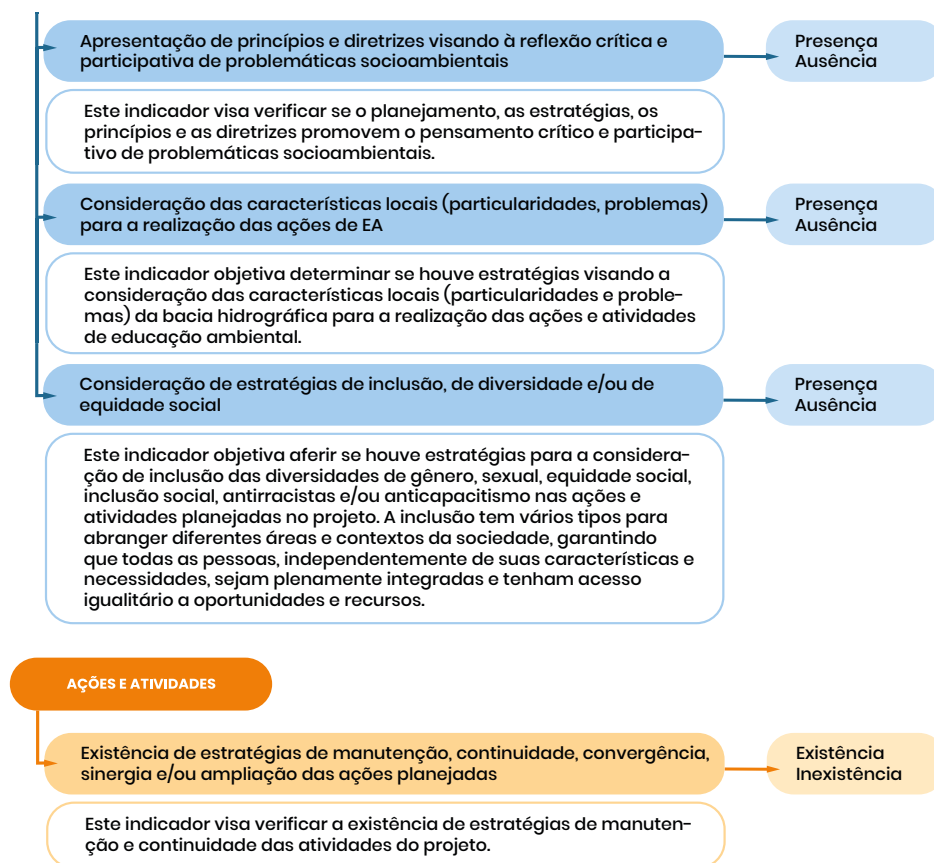 Apresentação de princípios e diretrizes visando à reflexão crítica e
participativa de problemáticas socioambientais
Presença
Ausência
Este indicador visa verificar se o planejamento, as estratégias, os
princípios e as diretrizes promovem o pensamento crítico e participa-
tivo de problemáticas socioambientais.
Consideração das características locais (particularidades, problemas)
para a realização das ações de EA
Presença
Ausência
Este indicador objetiva determinar se houve estratégias visando a
consideração das características locais (particularidades e proble-
mas) da bacia hidrográfica para a realização das ações e atividades
de educação ambiental.
Consideração de estratégias de inclusão, de diversidade e/ou de
equidade social
Presença
Ausência
Este indicador objetiva aferir se houve estratégias para a considera-
ção de inclusão das diversidades de gênero, sexual, equidade social,
inclusão social, antirracistas e/ou anticapacitismo nas ações e
atividades planejadas no projeto. A inclusão tem vários tipos para
abranger diferentes áreas e contextos da sociedade, garantindo
que todas as pessoas, independentemente de suas características e
necessidades, sejam plenamente integradas e tenham acesso
igualitário a oportunidades e recursos.
AÇÕES E ATIVIDADES
Existência de estratégias de manutenção, continuidade, convergência,
sinergia e/ou ampliação das ações planejadas
Existência
Inexistência
Este indicador visa verificar a existência de estratégias de manuten-
ção e continuidade das atividades do projeto.